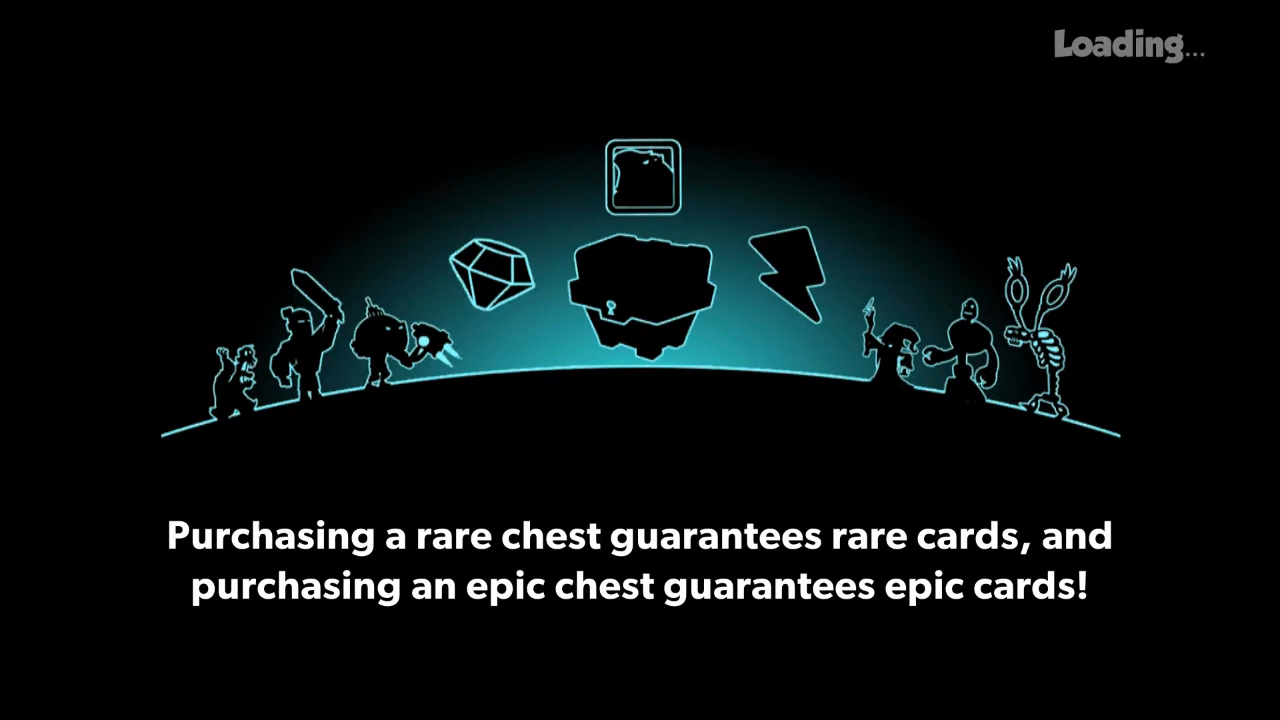 Loading...
Purchasing a rare chest guarantees rare cards, and
purchasing an epic chest guarantees epic cards!